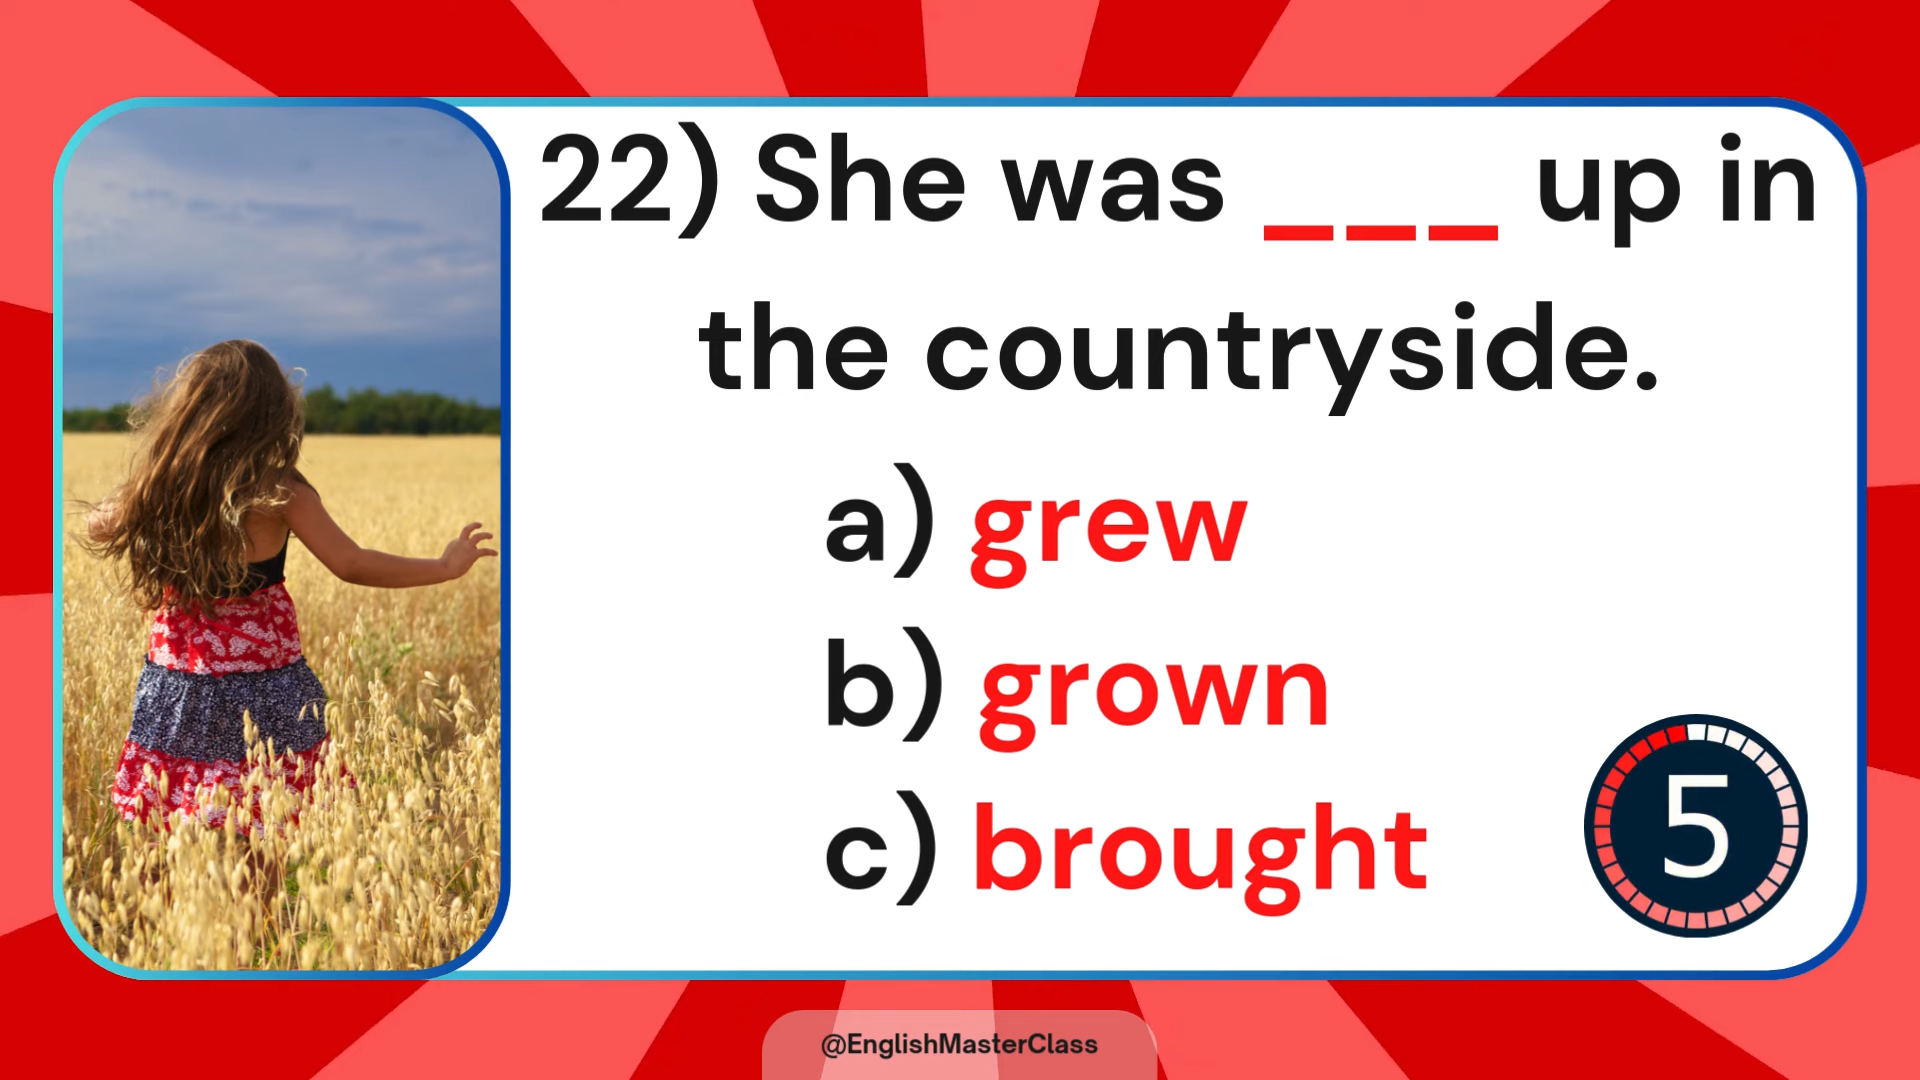 22) She was ___ up in
the countryside.
a) grew
b) grown
c) brought
5
@EnglishMasterClass